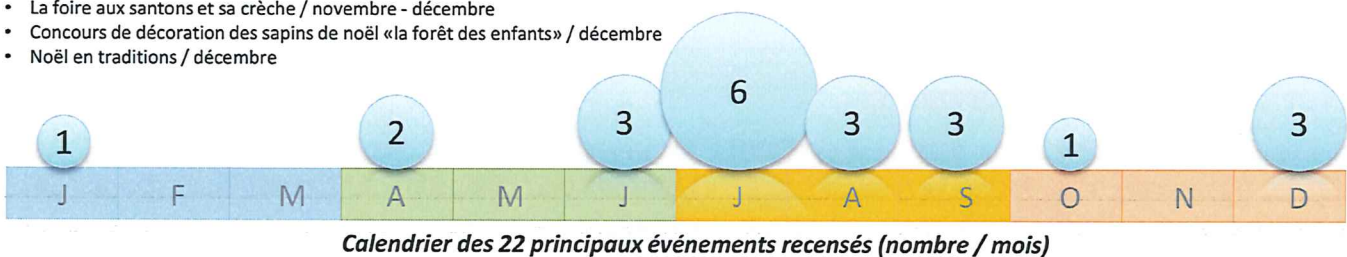 • La foire aux santons et sa crèche / novembre - décembre
• Concours de décoration des sapins de noël «la forêt des enfants» / décembre
• Noël en traditions / décembre
1 2 3 6 3 3 1 3
J F M A M J J A S O N D
Calendrier des 22 principaux événements recensés (nombre / mois)